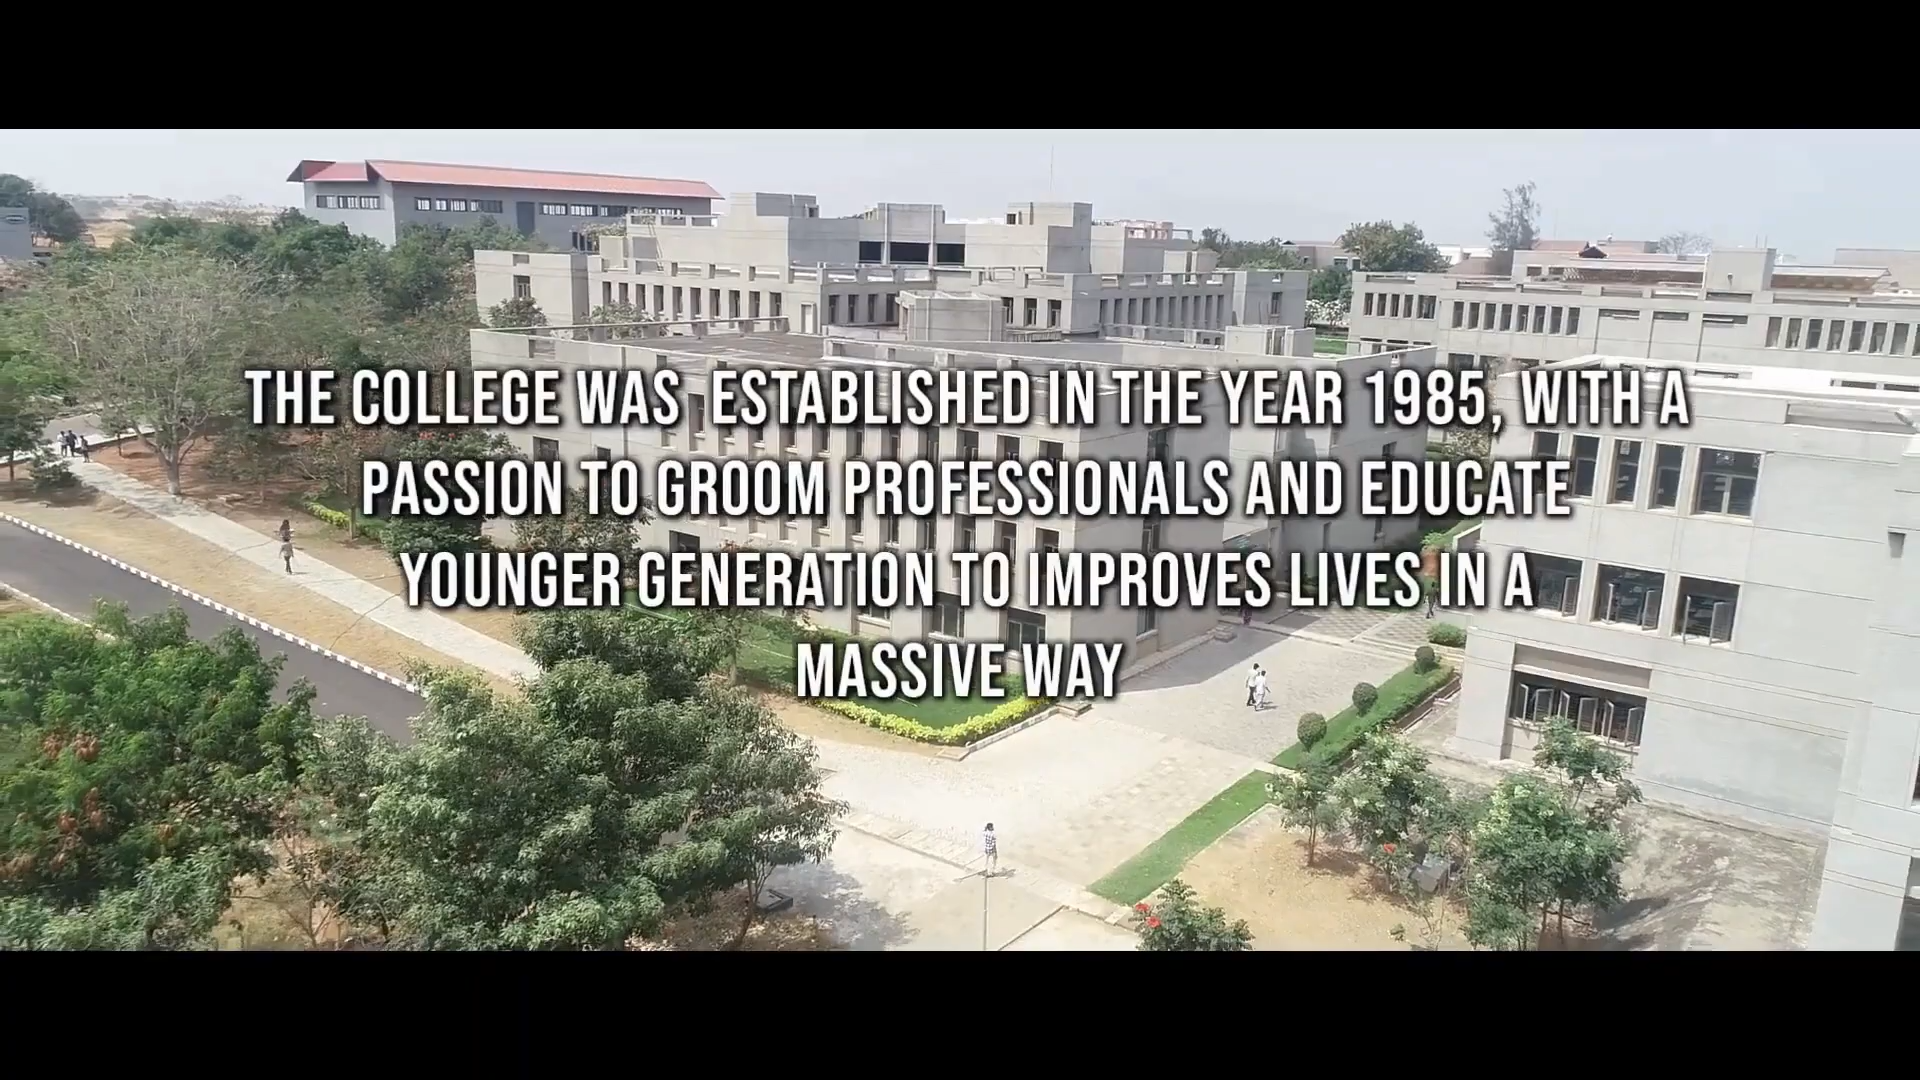 THE COLLEGE WAS  ESTABLISHED IN THE YEAR 1985, WITH A
PASSION TO GROOM PROFESSIONALS AND EDUCATE
YOUNGER GENERATION TO IMPROVES LIVES IN A
MASSIVE WAY